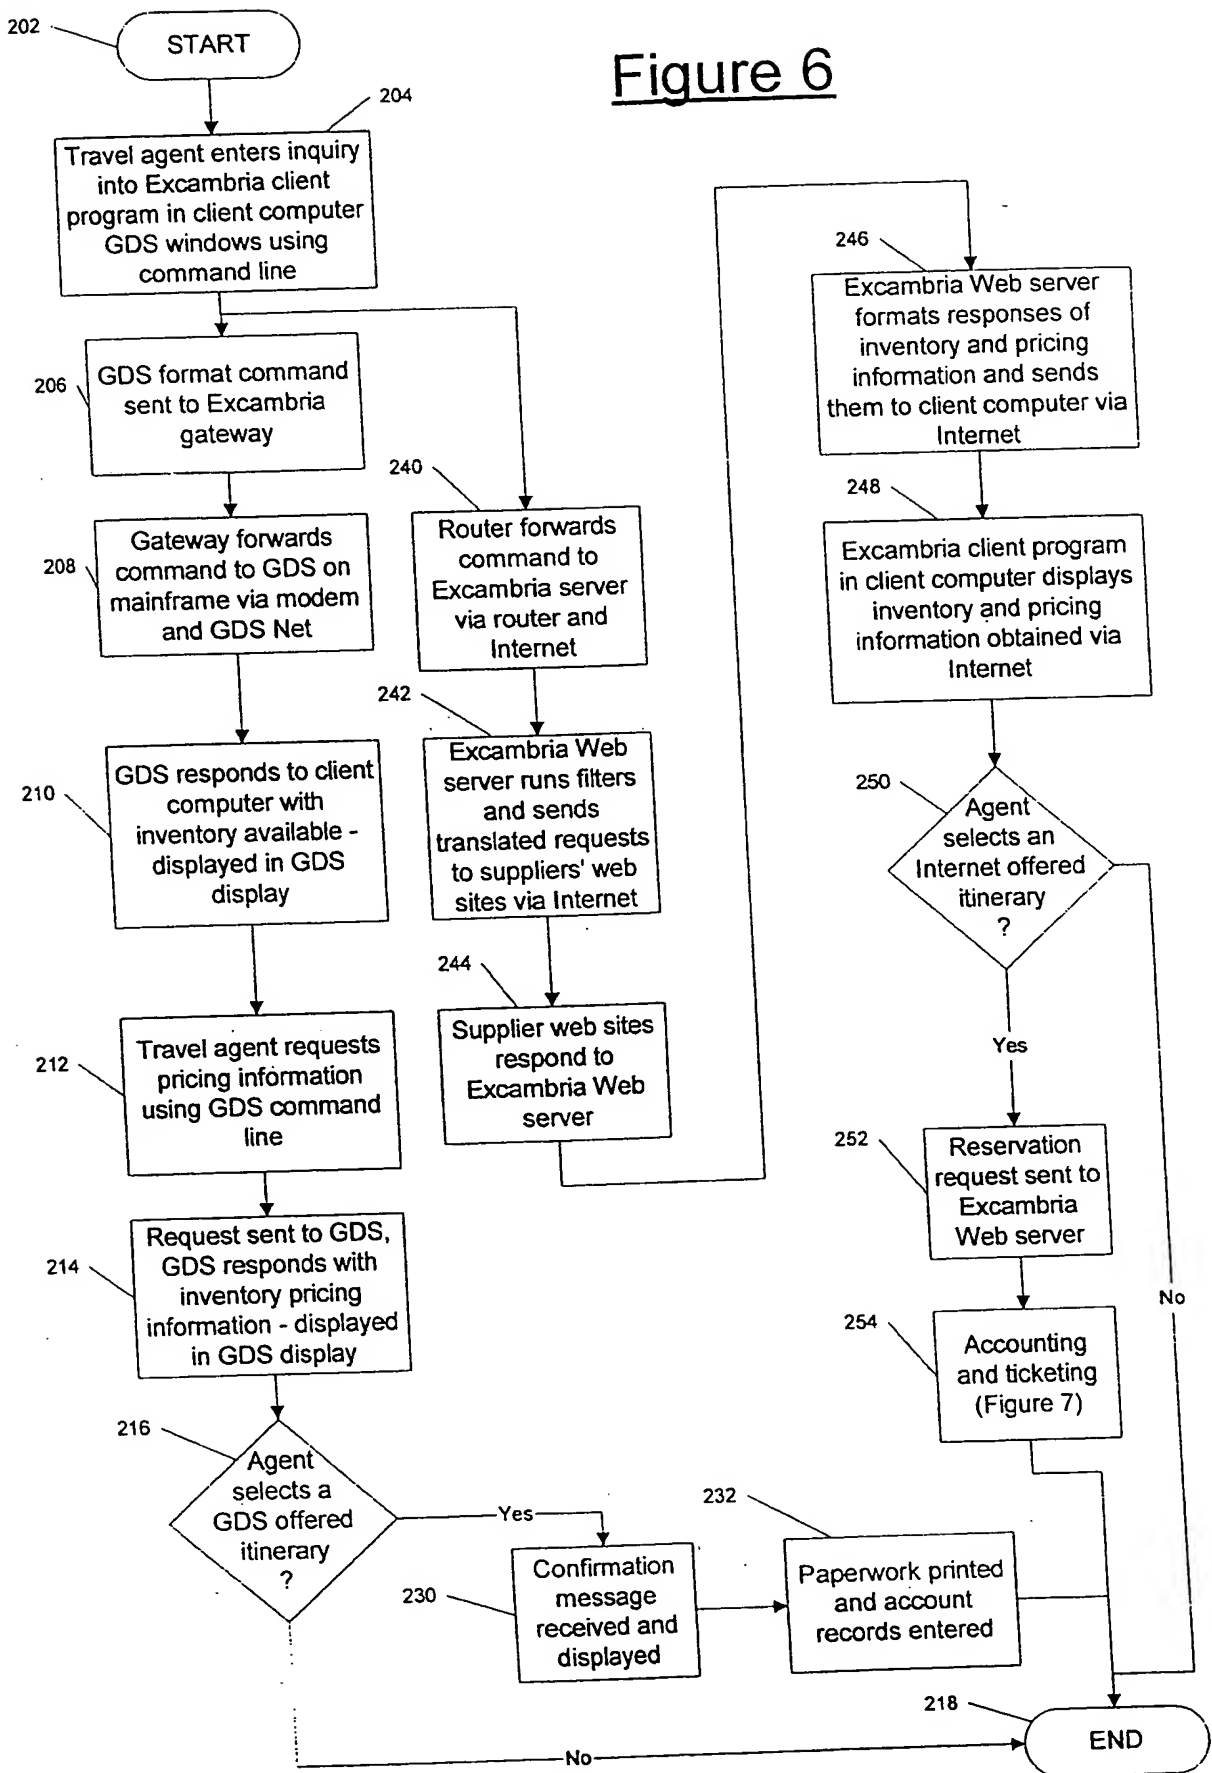 Figure 6
202
START
204
Travel agent enters inquiry
into Excambria client
program in client computer
GDS windows using
command line
206
GDS format command
sent to Excambria
gateway
208
Gateway forwards
command to GDS on
mainframe via modem
and GDS Net
210
GDS responds to client
computer with
inventory available -
displayed in GDS
display
212
Travel agent requests
pricing information
using GDS command
line
214
Request sent to GDS,
GDS responds with
inventory pricing
information - displayed
in GDS display
216
Agent
selects a
GDS offered
itinerary
?
Yes
No
230
Confirmation
message
received and
displayed
232
Paperwork printed
and account
records entered
240
Router forwards
command to
Excambria server
via router and
Internet
242
Excambria Web
server runs filters
and sends
translated requests
to suppliers' web
sites via Internet
244
Supplier web sites
respond to
Excambria Web
server
246
Excambria Web server
formats responses of
inventory and pricing
information and sends
them to client computer via
Internet
248
Excambria client program
in client computer displays
inventory and pricing
information obtained via
Internet
250
Agent
selects an
Internet offered
itinerary
?
Yes
No
252
Reservation
request sent to
Excambria
Web server
254
Accounting
and ticketing
(Figure 7)
218
END